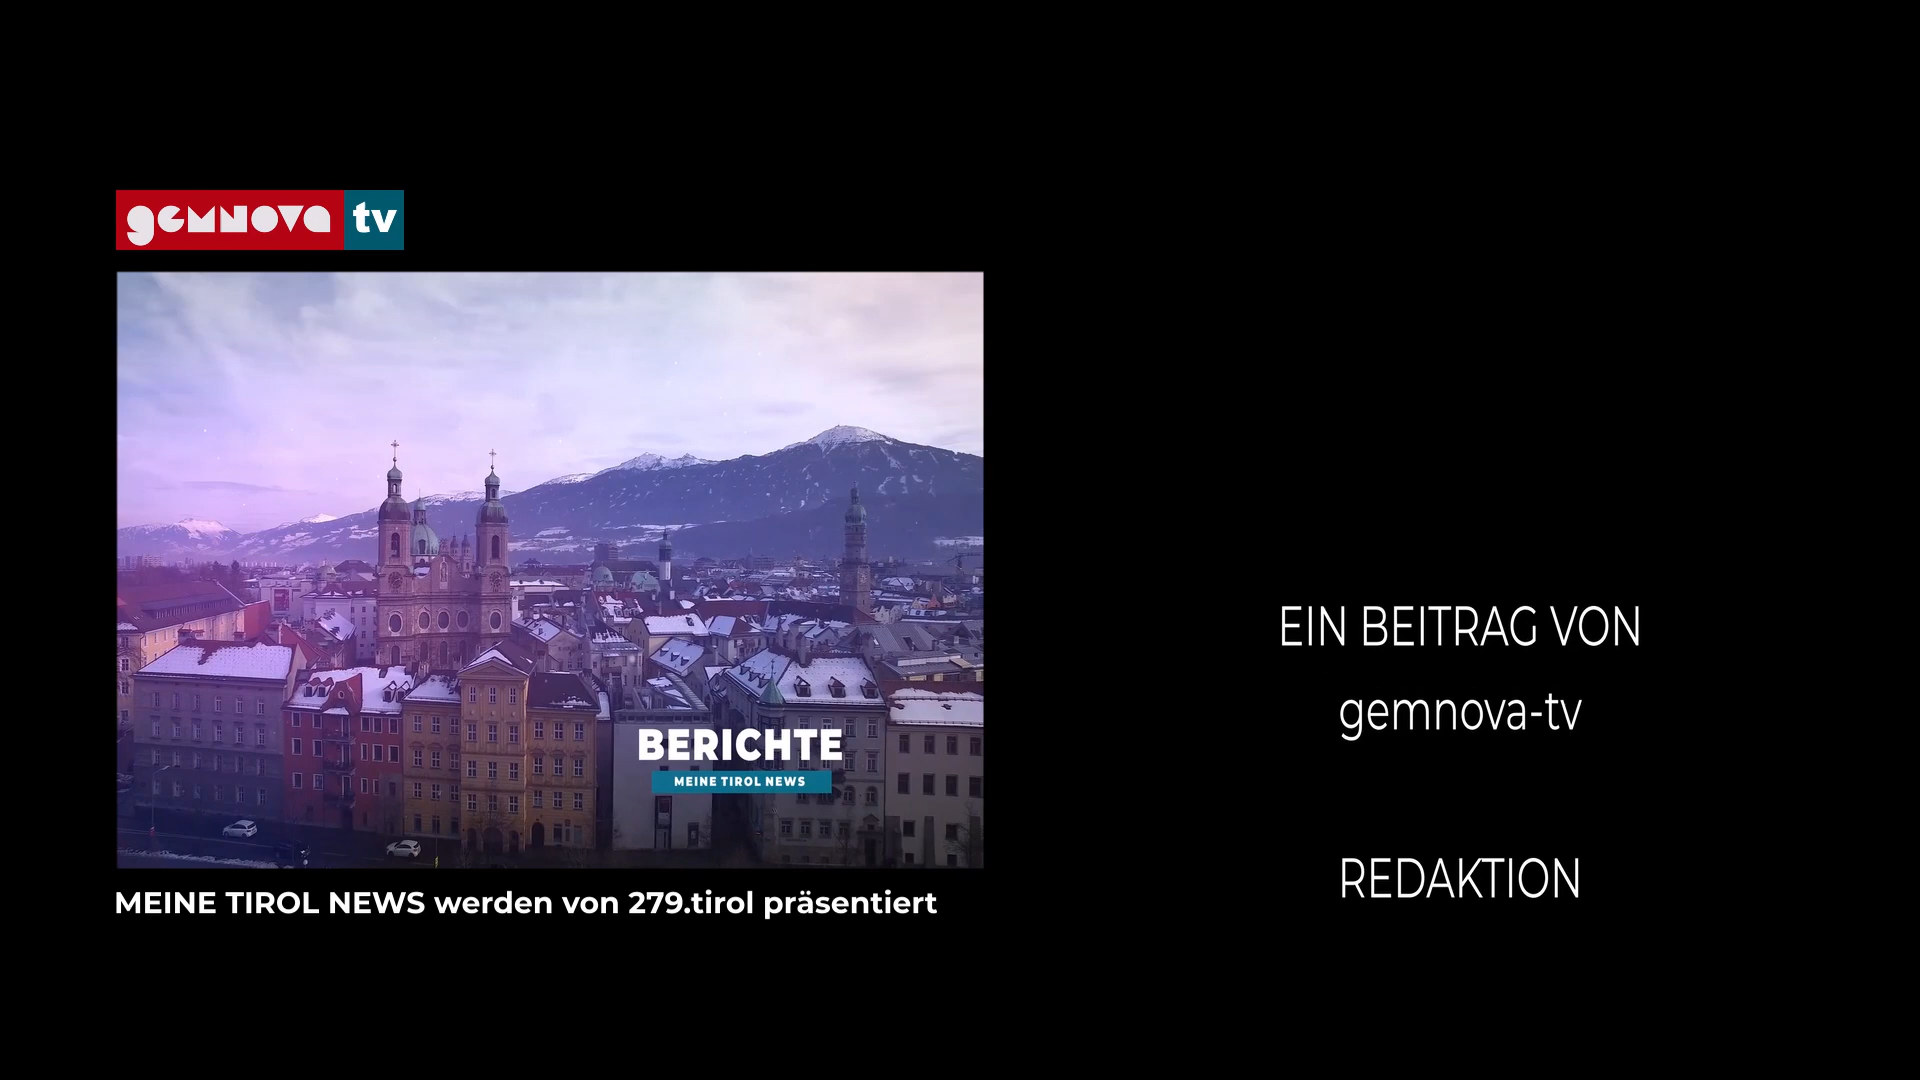 gemnova tv
BERICHTE
MEINE TIROL NEWS
MEINE TIROL NEWS werden von 279.tirol präsentiert
EIN BEITRAG VON
gemnova-tv
REDAKTION